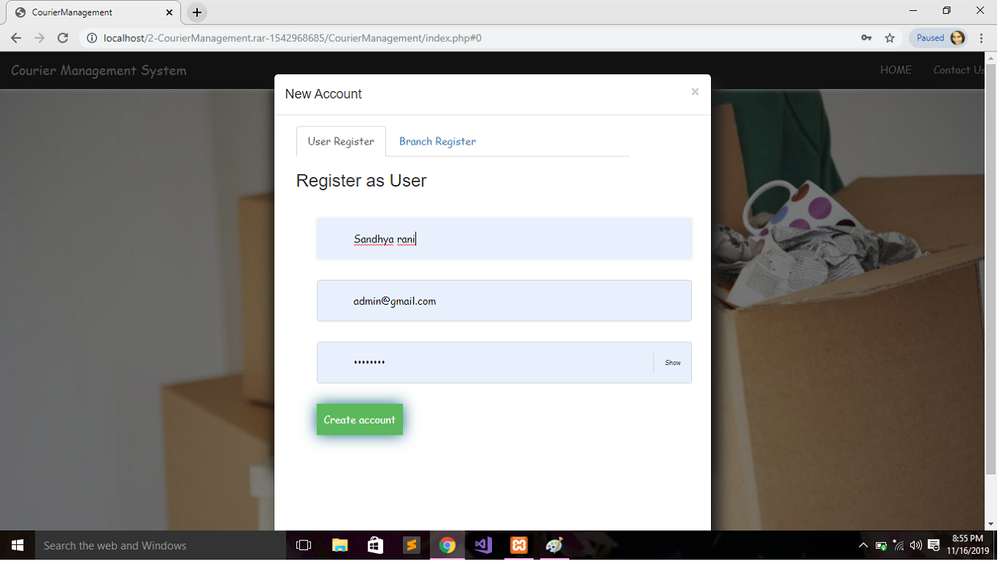 CourierManagement
localhost/2-CourierManagement.rar-1542968685/CourierManagement/index.php#0
Paused
Courier Management System
HOME
Contact Us
New Account
×
User Register
Branch Register
Register as User
Sandhya rani
admin@gmail.com
••••••••
Show
Create account
Search the web and Windows
8:55 PM
11/16/2019